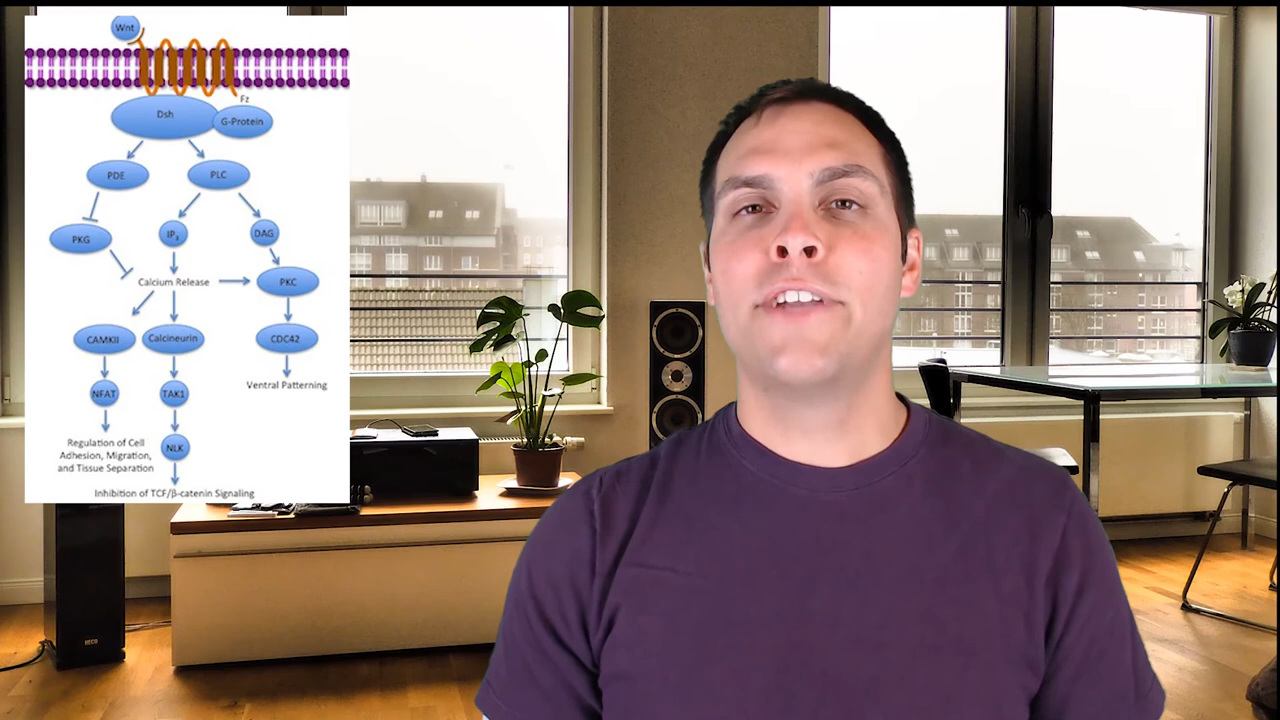 Wnt
Fz
Dsh
G-Protein
PDE
PLC
PKG
IP3
DAG
Calcium Release
PKC
CAMKII
Calcineurin
CDC42
NFAT
TAK1
Ventral Patterning
Regulation of Cell
Adhesion, Migration,
and Tissue Separation
NLK
Inhibition of TCF/β-catenin Signaling
HECO